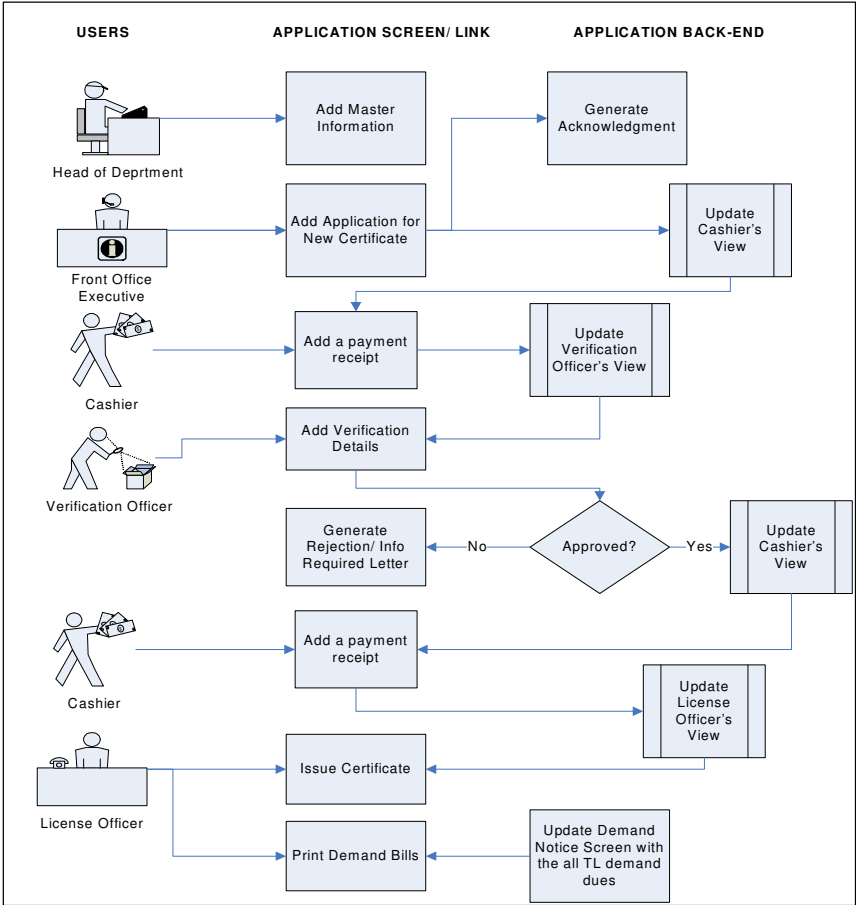 USERS
APPLICATION SCREEN/ LINK
APPLICATION BACK-END
Add Master
Information
Generate
Acknowledgment
Head of Deprtment
Add Application for
New Certificate
Update
Cashier's
View
Front Office
Executive
Add a payment
receipt
Update
Verification
Officer's View
Cashier
Add Verification
Details
Verification Officer
Generate
Rejection/ Info
Required Letter
No
Approved?
Yes
Update
Cashier's
View
Add a payment
receipt
Cashier
Update
License
Officer's
View
Issue Certificate
License Officer
Print Demand Bills
Update Demand
Notice Screen with
the all TL demand
dues